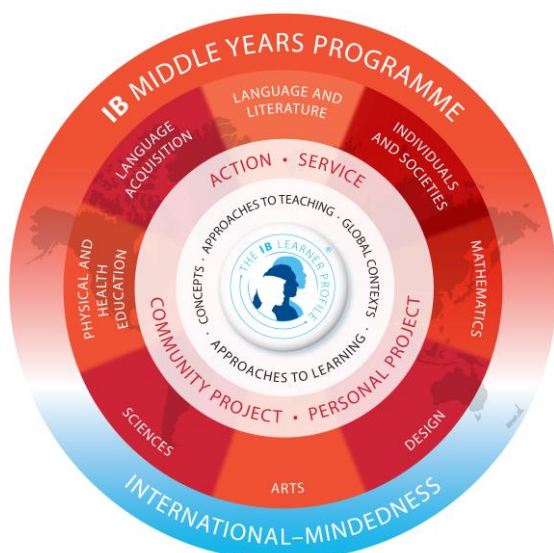 IB MIDDLE YEARS PROGRAMME
LANGUAGE AND
LITERATURE
INDIVIDUALS
AND SOCIETIES
MATHEMATICS
DESIGN
ARTS
SCIENCES
PHYSICAL AND
HEALTH
EDUCATION
LANGUAGE
ACQUISITION
ACTION • SERVICE
PERSONAL PROJECT
• COMMUNITY PROJECT
APPROACHES TO TEACHING · GLOBAL CONTEXTS
· APPROACHES TO LEARNING · CONCEPTS ·
THE IB LEARNER PROFILE ®
INTERNATIONAL–MINDEDNESS